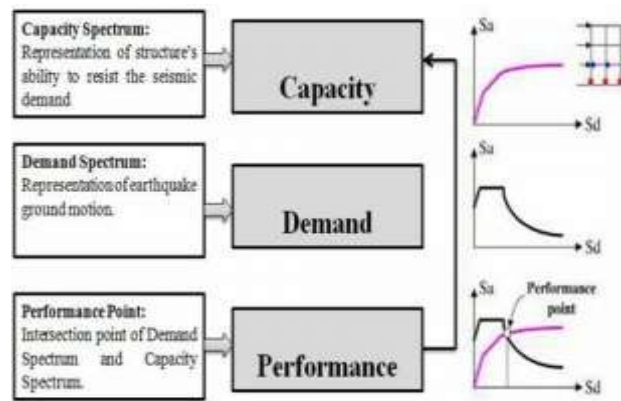 Capacity Spectrum:
Representation of structure's
ability to resist the seismic
demand
Capacity
Sa
Sd
Demand Spectrum:
Representation of earthquake
ground motion.
Demand
Sa
Sd
Performance Point:
Intersection point of Demand
Spectrum and Capacity
Spectrum.
Performance
Sa
Performance
point
Sd